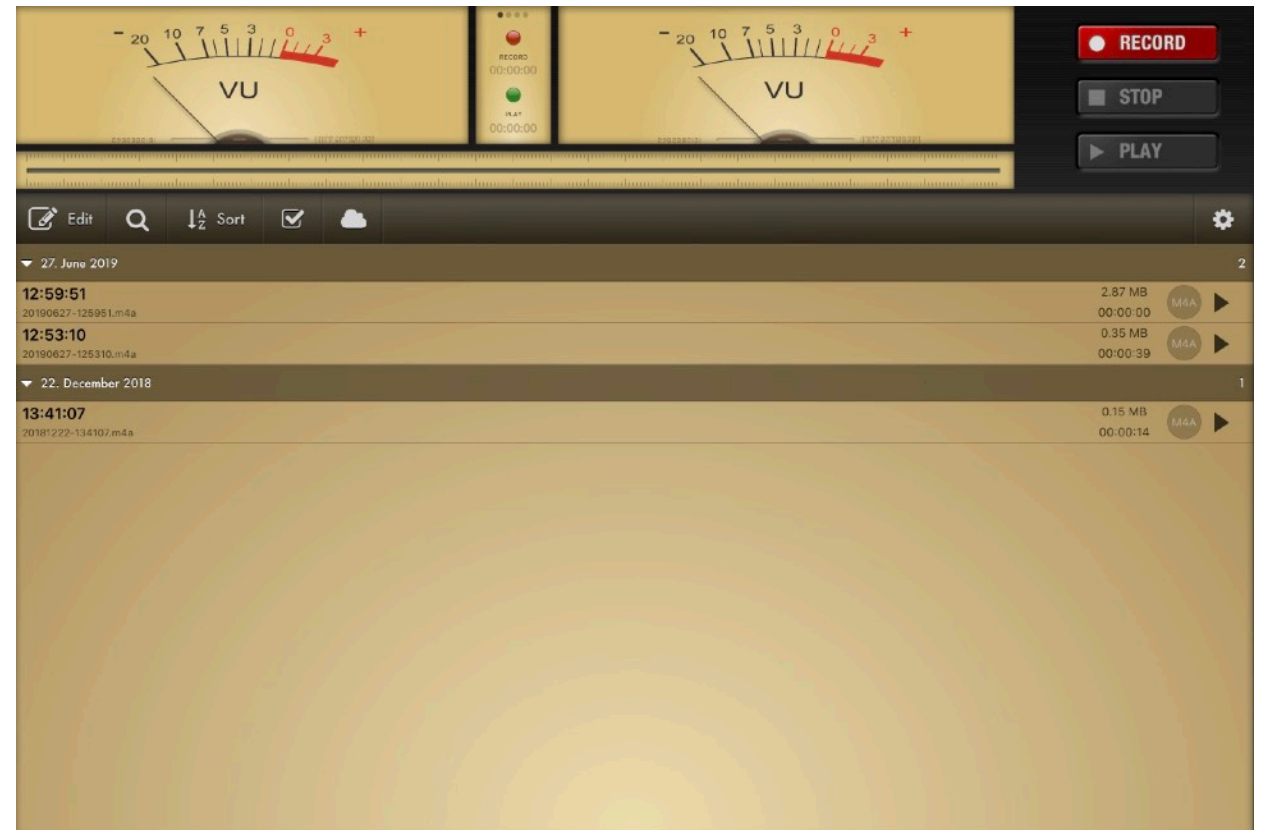 - 20 10 7 5 3 0 3 +
VU
RECORD
00:00:00
PLAY
00:00:00
- 20 10 7 5 3 0 3 +
VU
RECORD
STOP
PLAY
Edit
A Z Sort
27. June 2019 2
12:59:51 2.87 MB
20190627-125951.m4a 00:00:00 M4A
12:53:10 0.35 MB
20190627-125310.m4a 00:00:39 M4A
22. December 2018 1
13:41:07 0.15 MB
20181222-134107.m4a 00:00:14 M4A